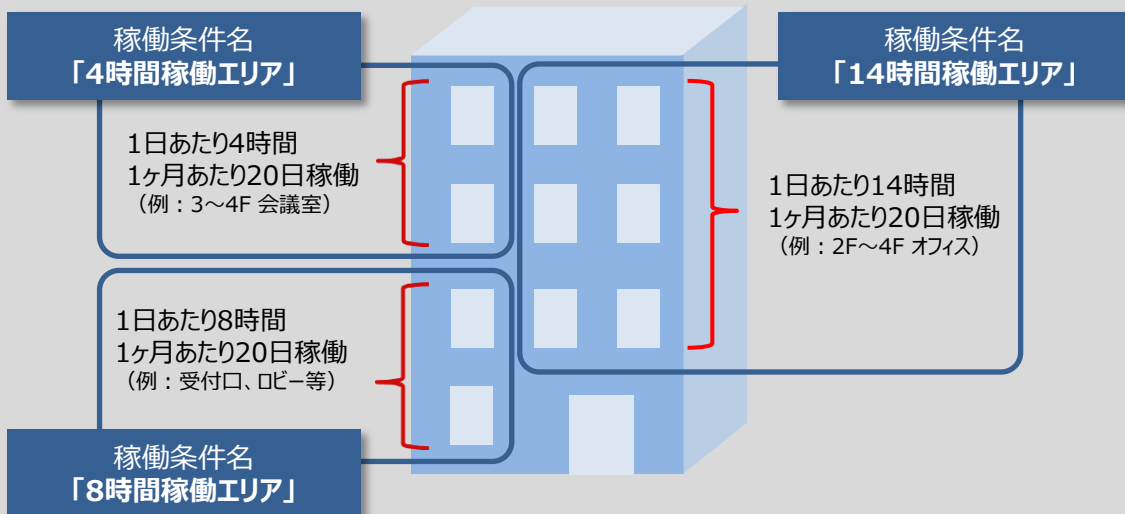 稼働条件名
「4時間稼働エリア」
1日あたり4時間
1ヶ月あたり20日稼働
（例：3～4F 会議室）
稼働条件名
「14時間稼働エリア」
1日あたり14時間
1ヶ月あたり20日稼働
（例：2F～4F オフィス）
1日あたり8時間
1ヶ月あたり20日稼働
（例：受付口、ロビー等）
稼働条件名
「8時間稼働エリア」